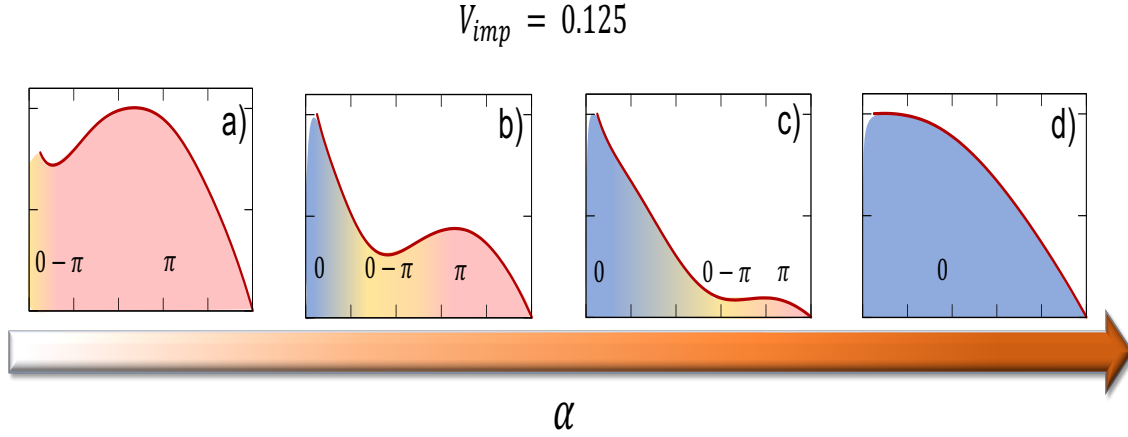 V_imp = 0.125
a) b) c) d)
0 − π π 0 0 − π π 0 0 − π π 0
α